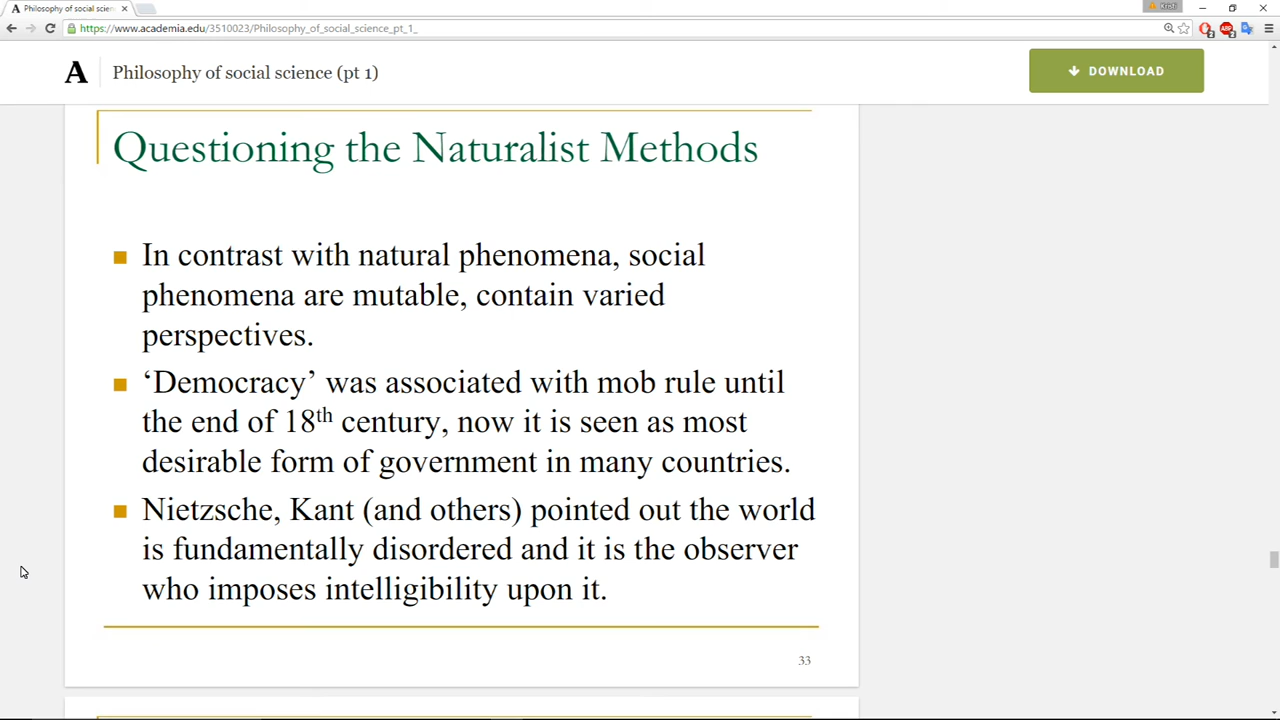 Philosophy of social scien
Kristi
https://www.academia.edu/3510023/Philosophy_of_social_science_pt_1_
A Philosophy of social science (pt 1)
DOWNLOAD
Questioning the Naturalist Methods
In contrast with natural phenomena, social
phenomena are mutable, contain varied
perspectives.
‘Democracy’ was associated with mob rule until
the end of 18th century, now it is seen as most
desirable form of government in many countries.
Nietzsche, Kant (and others) pointed out the world
is fundamentally disordered and it is the observer
who imposes intelligibility upon it.
33